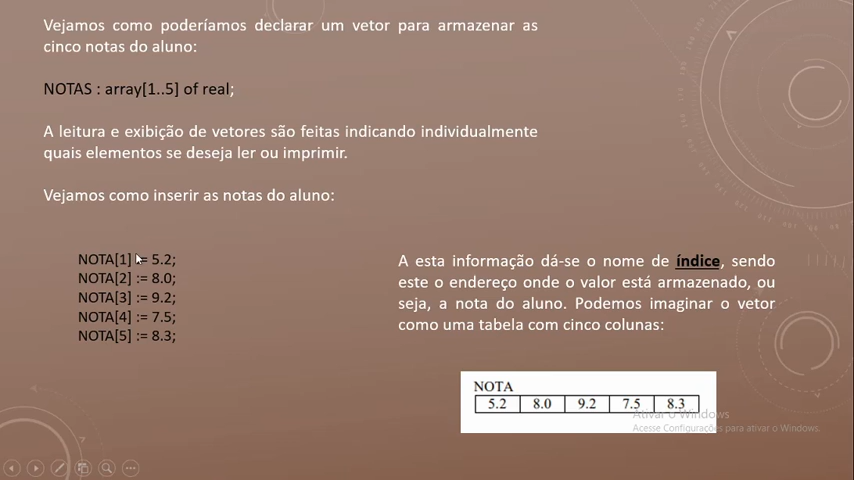 Vejamos como poderíamos declarar um vetor para armazenar as
cinco notas do aluno:
NOTAS : array[1..5] of real;
A leitura e exibição de vetores são feitas indicando individualmente
quais elementos se deseja ler ou imprimir.
Vejamos como inserir as notas do aluno:
NOTA[1] := 5.2;
NOTA[2] := 8.0;
NOTA[3] := 9.2;
NOTA[4] := 7.5;
NOTA[5] := 8.3;
A esta informação dá-se o nome de índice, sendo
este o endereço onde o valor está armazenado, ou
seja, a nota do aluno. Podemos imaginar o vetor
como uma tabela com cinco colunas:
NOTA
5.2 8.0 9.2 7.5 8.3
Ativar o Windows
Acesse Configurações para ativar o Windows.